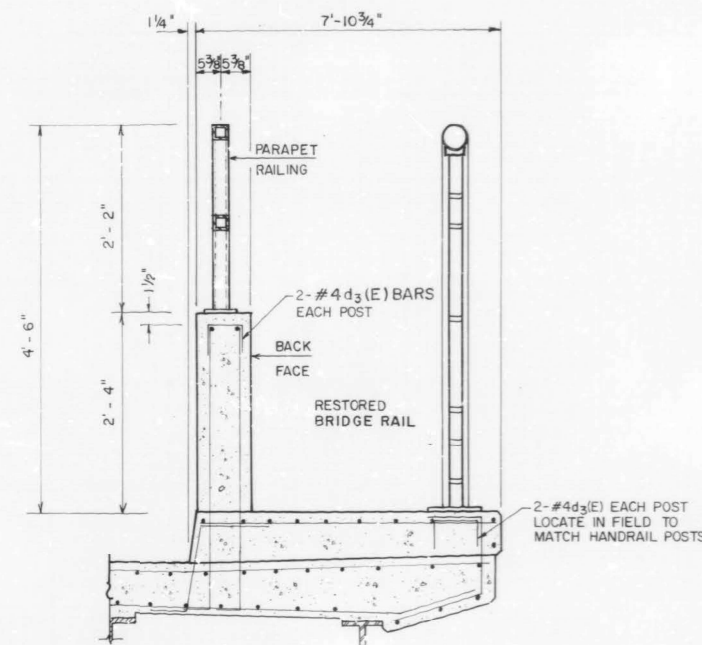 1¼"
7'-10¾"
5⅜" 5⅜"
PARAPET
RAILING
2'-2"
1½"
4'-6"
2'-4"
2-#4d₃(E) BARS
EACH POST
BACK
FACE
RESTORED
BRIDGE RAIL
2-#4d₃(E) EACH POST
LOCATE IN FIELD TO
MATCH HANDRAIL POSTS